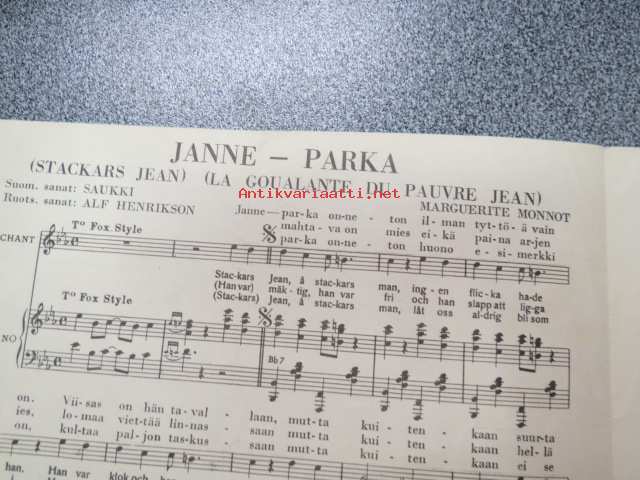 JANNE – PARKA
(STACKARS JEAN) (LA GOUALANTE DU PAUVRE JEAN)
Antikvariaatti.net
Suom. sanat: SAUKKI
MARGUERITE MONNOT
Ruots. sanat: ALF HENRIKSON
To Fox Style
Janne – par-ka on-ne - ton il-man tyt-tö - ä vain
mahta-va on mies ei-kä pai-na ar-jen
par-ka on-ne - ton huono e - si-merkki
CHANT
Stac-kars Jean, å stac-kars man, ing-en flic-ka ha-de
(Han var) mäk-tig, han var fri och han slapp att lig-ga
(Stac-kars) Jean, å stac-kars man, låt oss aldrig bli som
To Fox Style
NO
Bb7
on. Vii-sas on hän ta-val - laan, mut-ta kui - ten - kaan suur-ta
ies, lo-maa viet-tää lin-nas - saan mut-ta kui - ten - kaan hel-lä
on, kul-taa pal-jon tas-kus - saan mut-ta kui - ten - kaan ei se
han. Han var klok och han